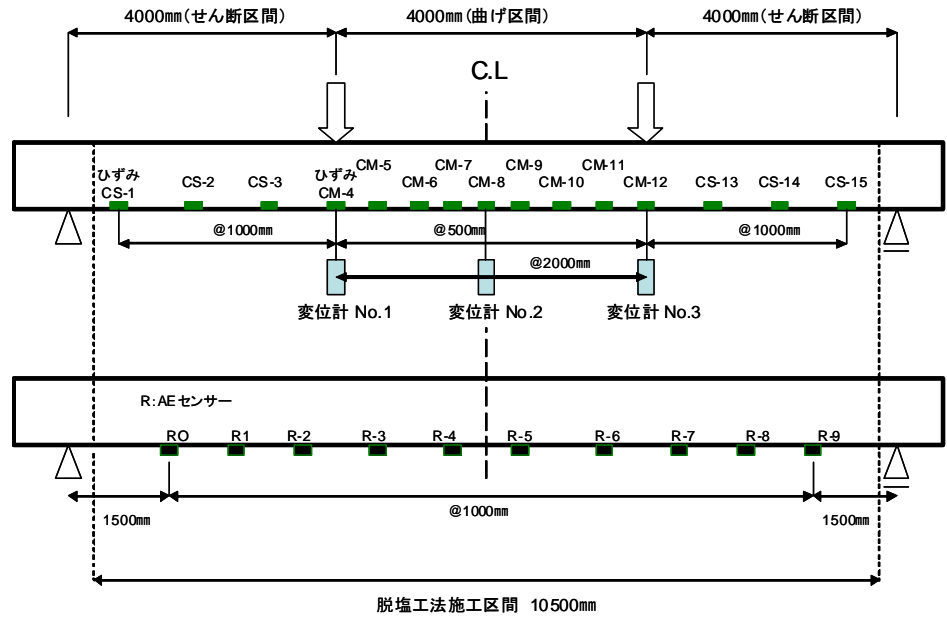 4000mm(せん断区間)
4000mm(曲げ区間)
4000mm(せん断区間)
C.L
ひずみ
CS-1
CS-2
CS-3
ひずみ
CM-4
CM-5
CM-6
CM-7
CM-8
CM-9
CM-10
CM-11
CM-12
CS-13
CS-14
CS-15
@1000mm
@500mm
@1000mm
@2000mm
変位計 No.1
変位計 No.2
変位計 No.3
R:AEセンサー
RO
R1
R-2
R-3
R-4
R-5
R-6
R-7
R-8
R-9
1500mm
@1000mm
1500mm
脱塩工法施工区間 10500mm